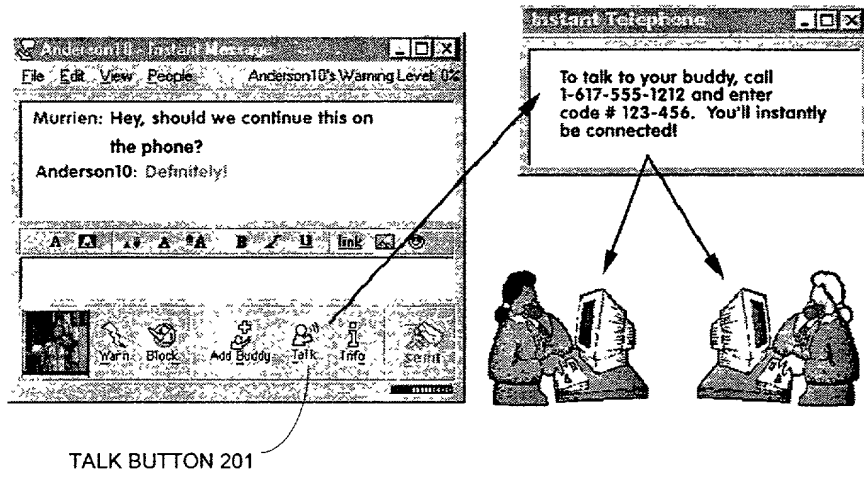 Anderson10 - Instant Message
File Edit View People Anderson10's Warning Level: 0%
Murrien: Hey, should we continue this on
the phone?
Anderson10: Definitely!
A A A A A B I U link
Warn Block Add Buddy Talk Info Send
TALK BUTTON 201
Instant Telephone
To talk to your buddy, call
1-617-555-1212 and enter
code # 123-456. You'll instantly
be connected!